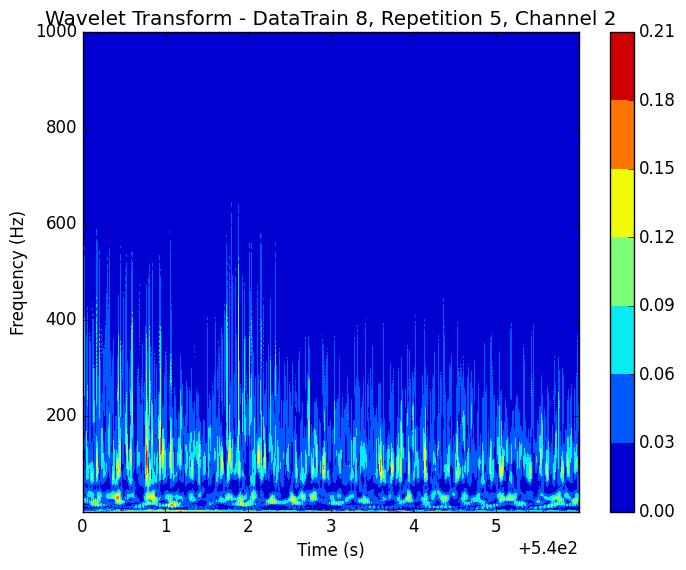 Wavelet Transform - DataTrain 8, Repetition 5, Channel 2
1000
800
600
400
200
Frequency (Hz)
0 1 2 3 4 5
Time (s)
+5.4e2
0.21
0.18
0.15
0.12
0.09
0.06
0.03
0.00